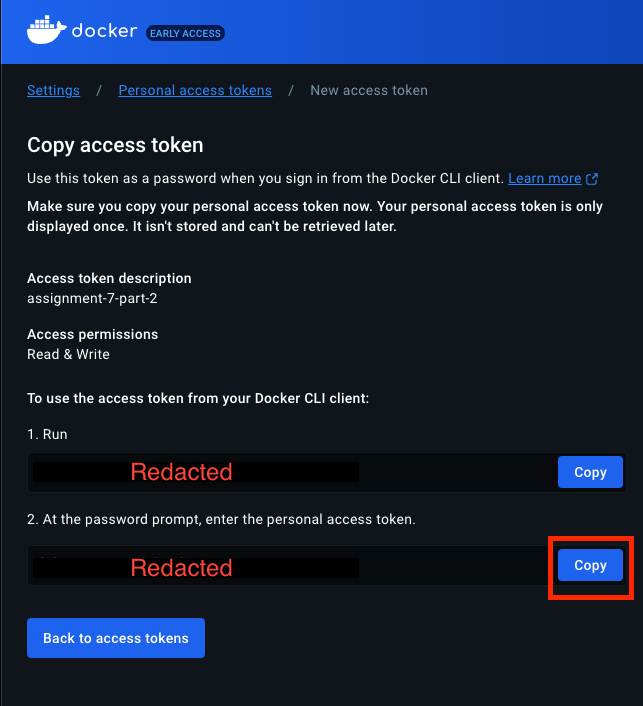 docker EARLY ACCESS
Settings / Personal access tokens / New access token
Copy access token
Use this token as a password when you sign in from the Docker CLI client. Learn more
Make sure you copy your personal access token now. Your personal access token is only
displayed once. It isn't stored and can't be retrieved later.
Access token description
assignment-7-part-2
Access permissions
Read & Write
To use the access token from your Docker CLI client:
1. Run
Redacted Copy
2. At the password prompt, enter the personal access token.
Redacted Copy
Back to access tokens